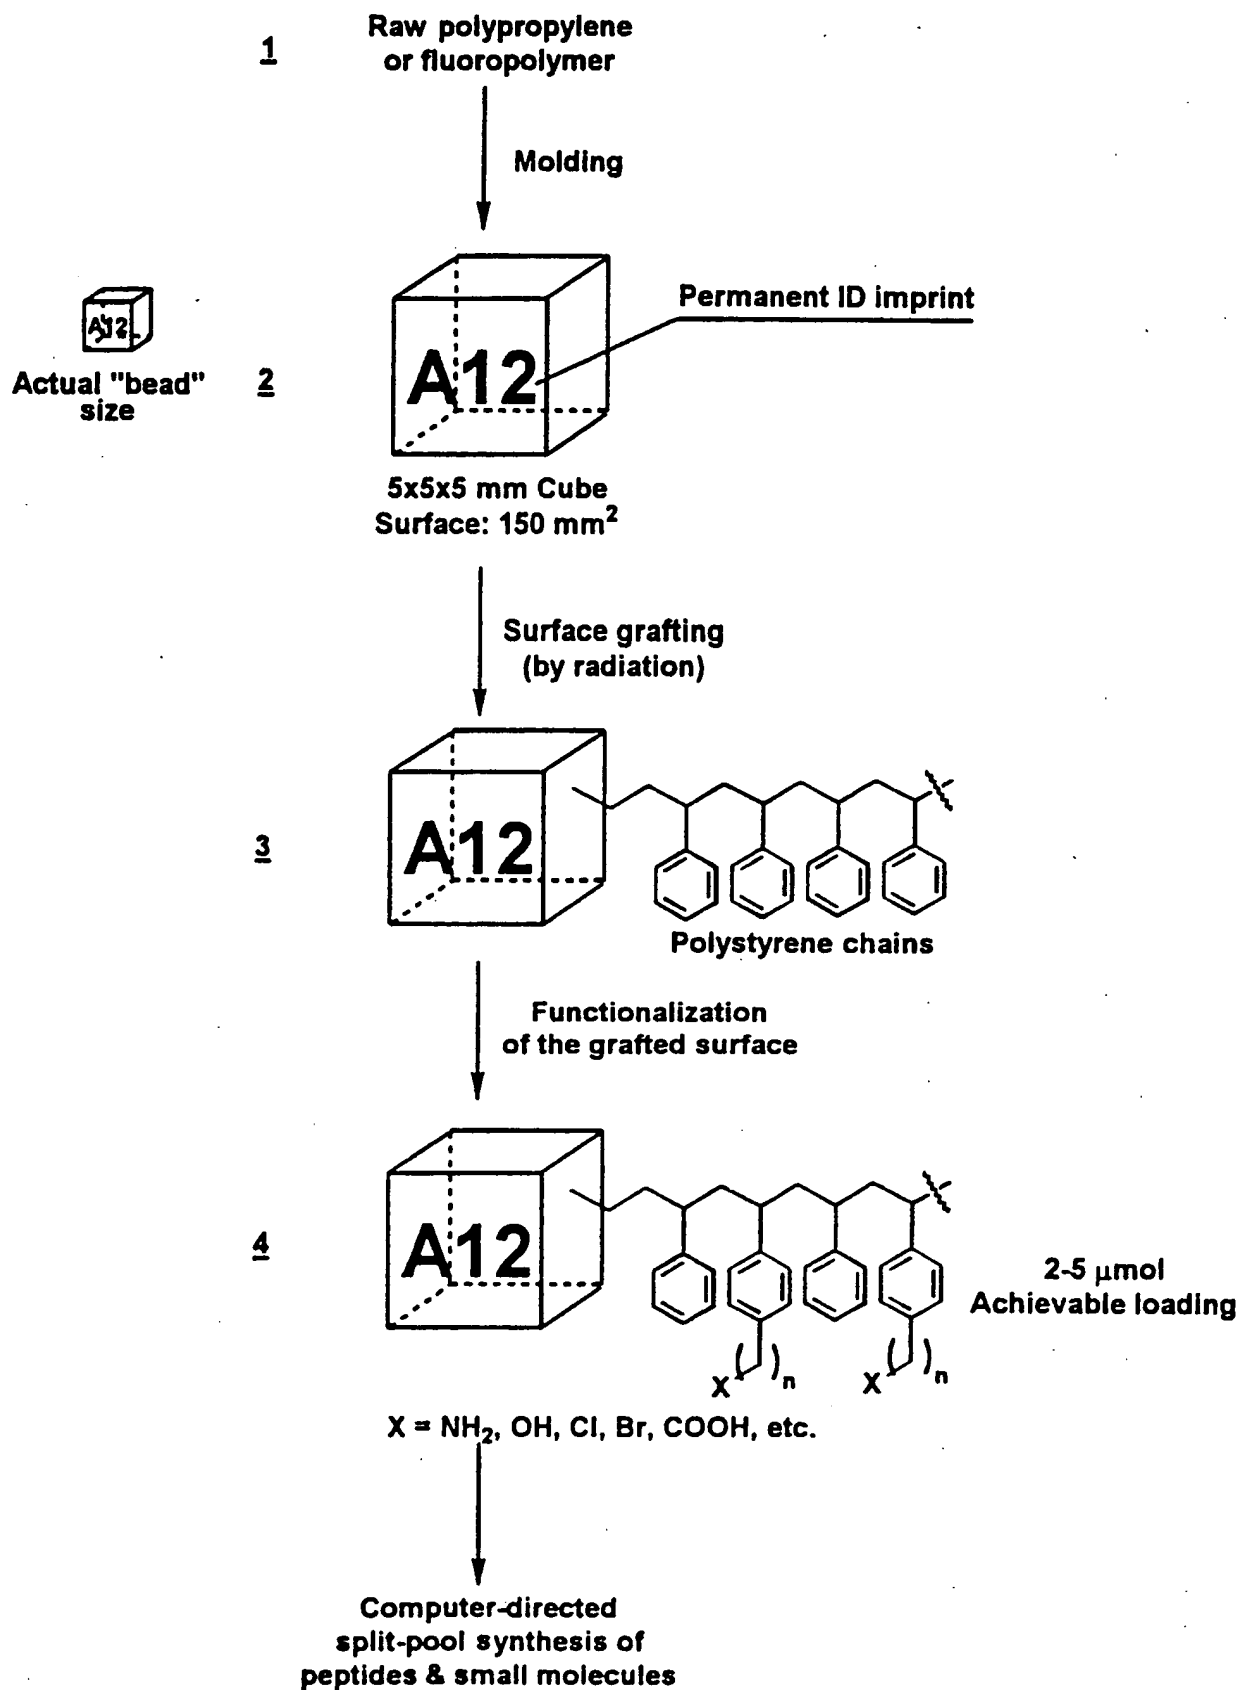 1
Raw polypropylene
or fluoropolymer
Molding
A12
Actual "bead"
size
2
A12
Permanent ID imprint
5x5x5 mm Cube
Surface: 150 mm²
Surface grafting
(by radiation)
3
A12
Polystyrene chains
Functionalization
of the grafted surface
4
A12
2-5 μmol
Achievable loading
X ( )n X ( )n
X = NH₂, OH, Cl, Br, COOH, etc.
Computer-directed
split-pool synthesis of
peptides & small molecules